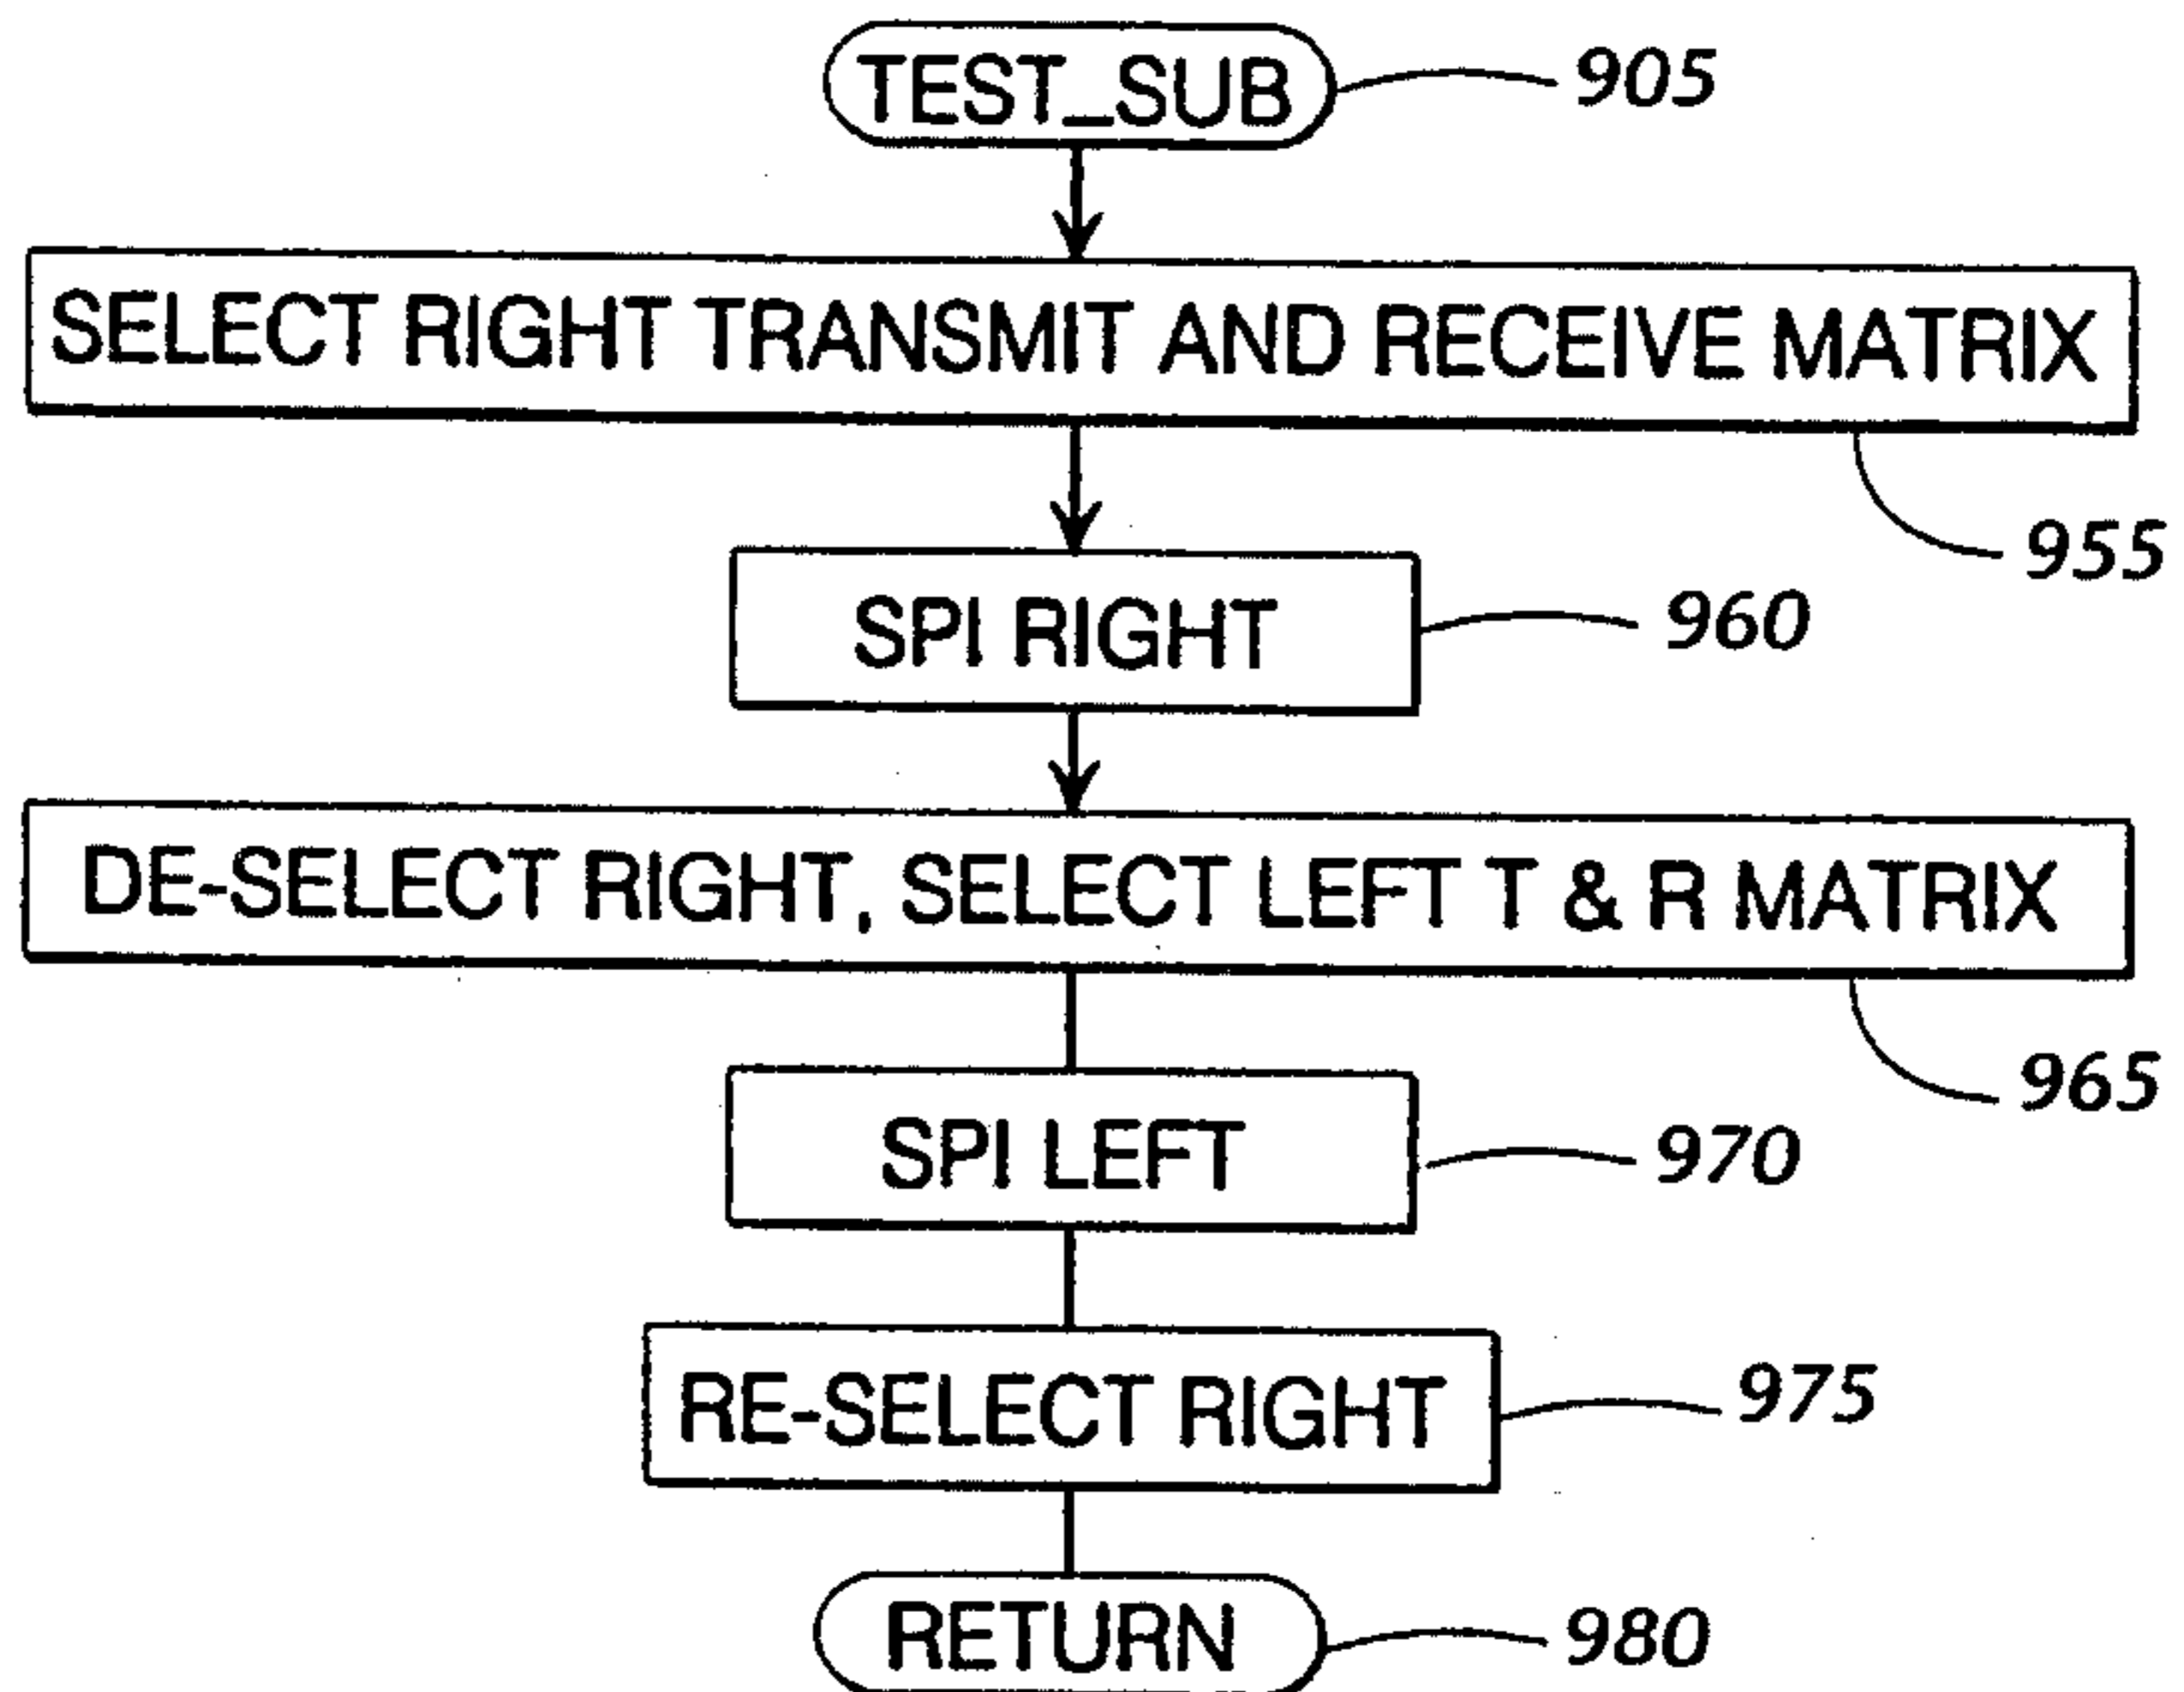 TEST_SUB
905
SELECT RIGHT TRANSMIT AND RECEIVE MATRIX
955
SPI RIGHT
960
DE-SELECT RIGHT, SELECT LEFT T & R MATRIX
965
SPI LEFT
970
RE-SELECT RIGHT
975
RETURN
980